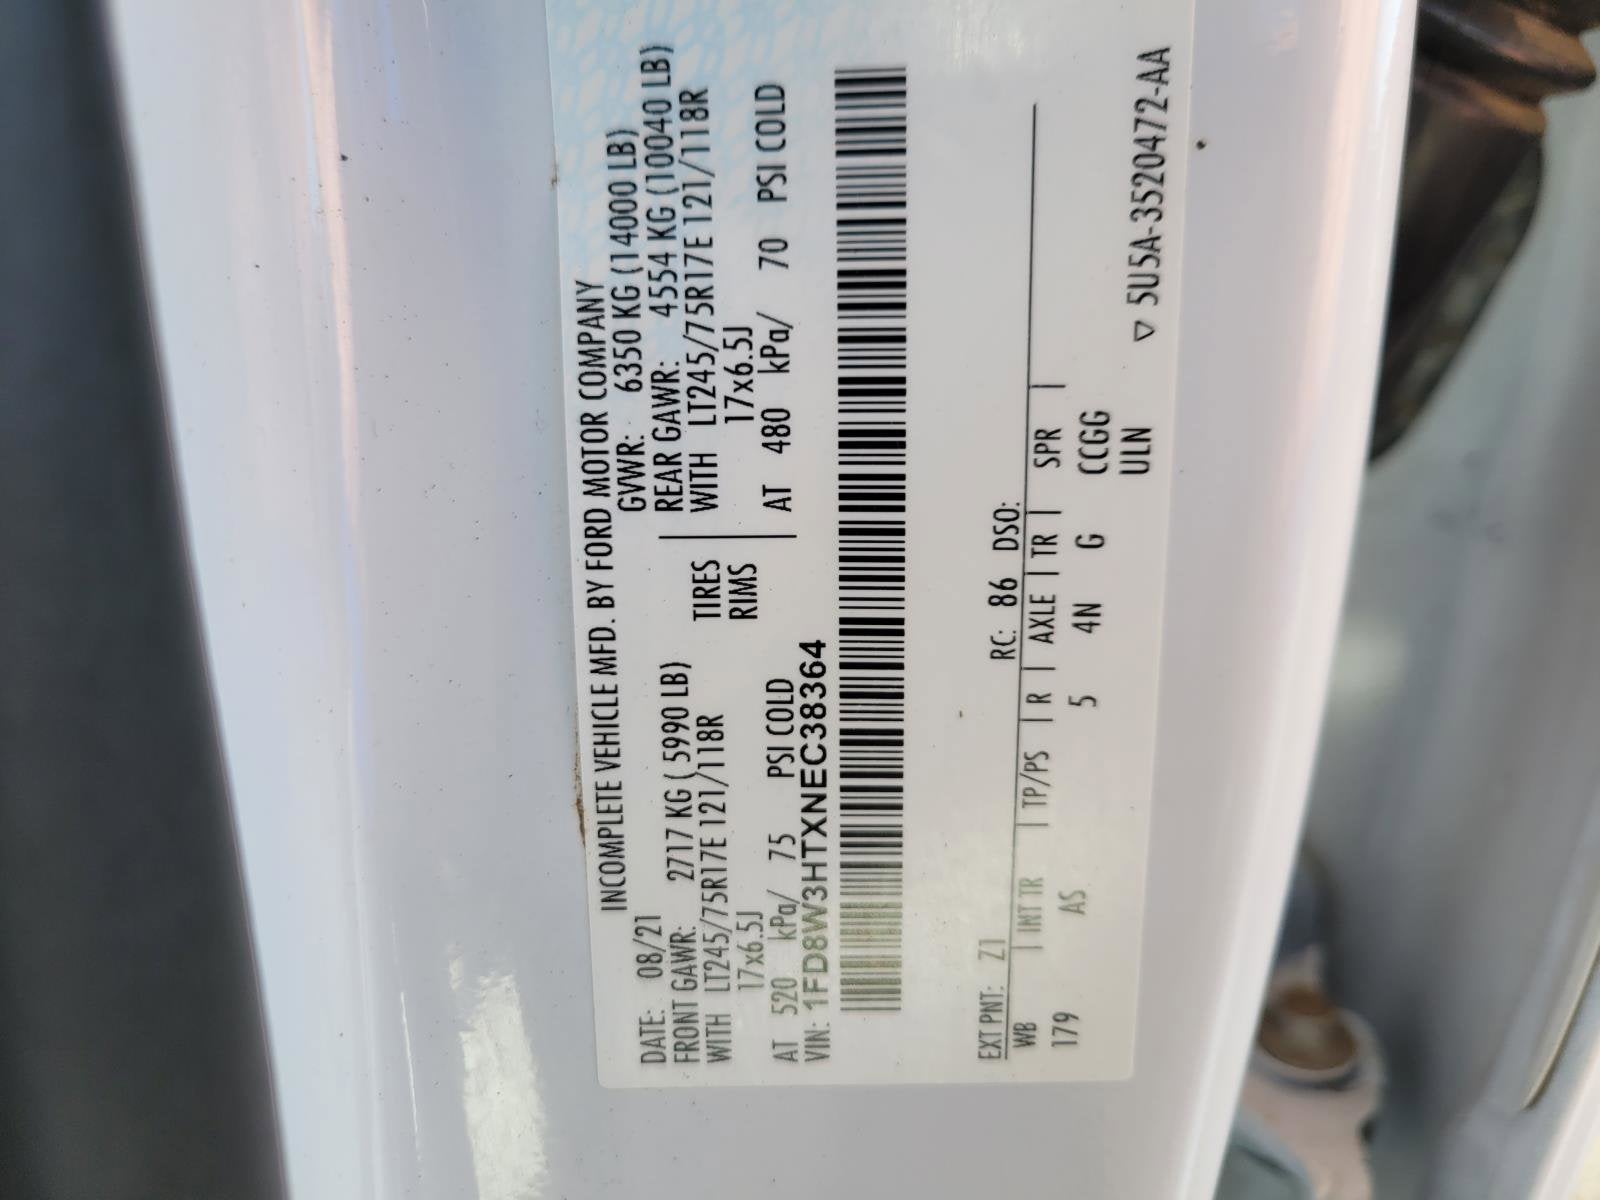 INCOMPLETE VEHICLE MFD. BY FORD MOTOR COMPANY
DATE: 08/21 GVWR: 6350 KG (14000 LB)
FRONT GAWR: 2717 KG ( 5990 LB) REAR GAWR: 4554 KG (10040 LB)
WITH LT245/75R17E 121/118R TIRES WITH LT245/75R17E 121/118R
17x6.5J RIMS 17x6.5J
AT 520 kPa/ 75 PSI COLD AT 480 kPa/ 70 PSI COLD
VIN: 1FD8W3HTXNEC38364
EXT PNT: Z1 RC: 86 DSO:
WB | INT TR | TP/PS | R | AXLE | TR | SPR |
179 AS 5 4N G CCGG
ULN
▽ 5U5A-3520472-AA